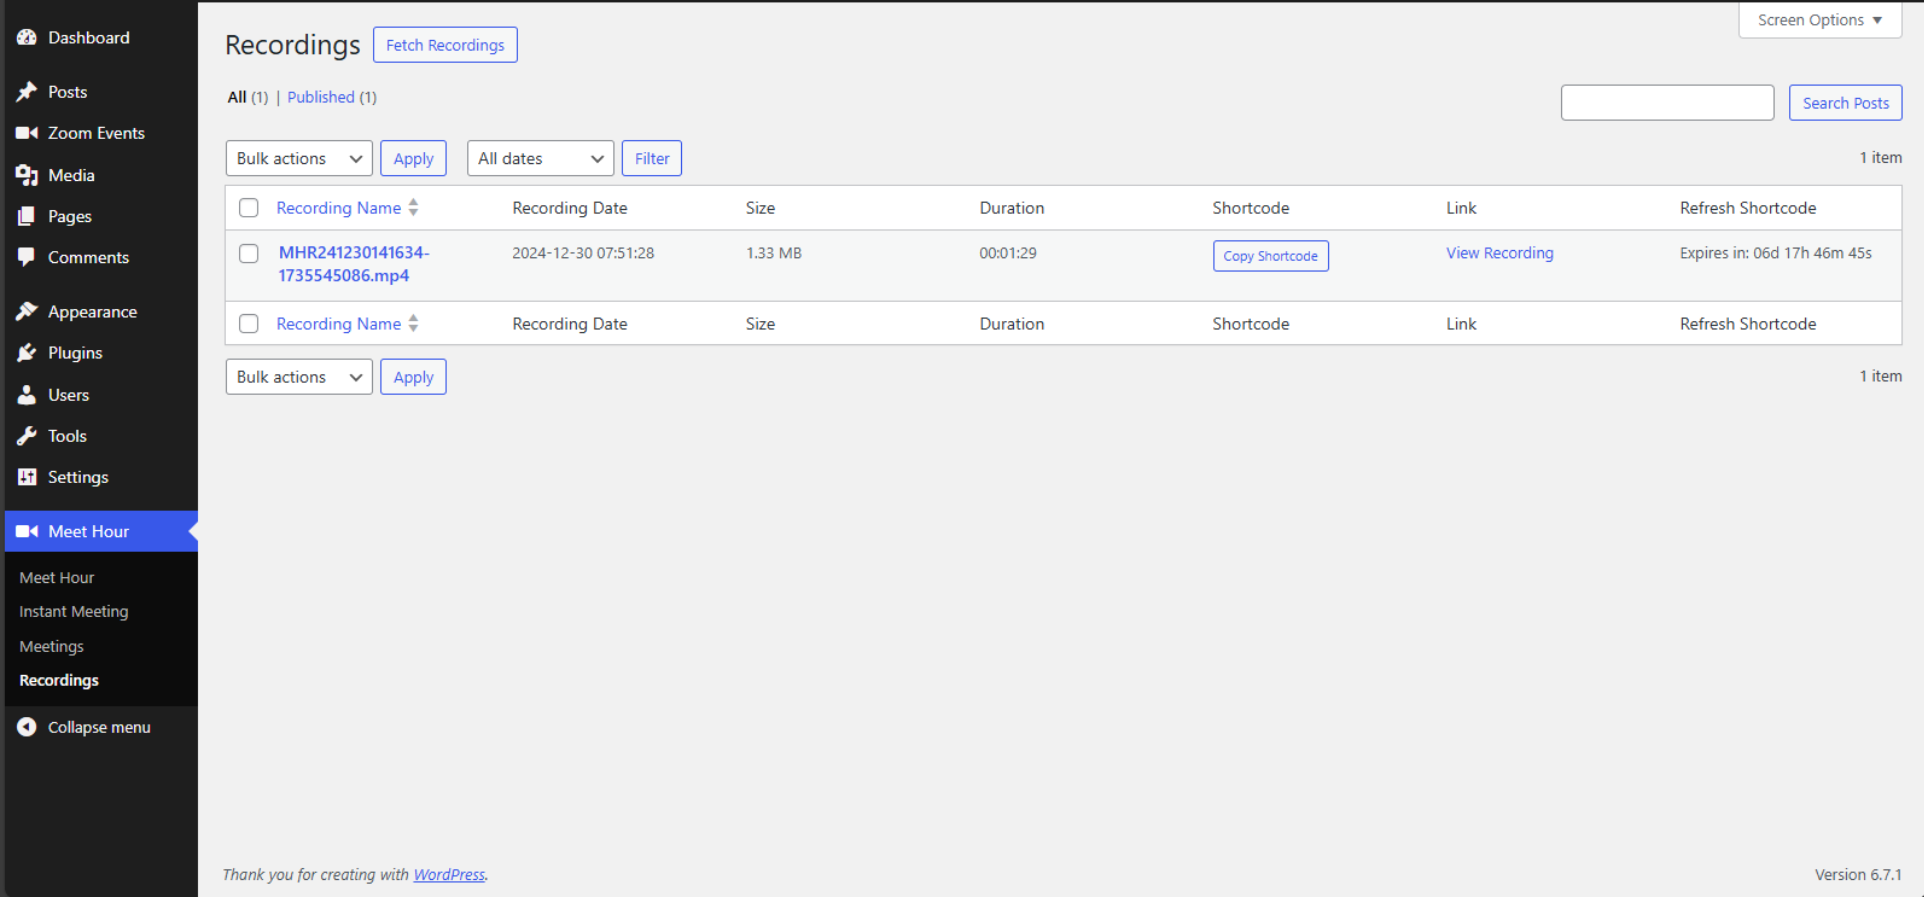 Dashboard
Posts
Zoom Events
Media
Pages
Comments
Appearance
Plugins
Users
Tools
Settings
Meet Hour
Meet Hour
Instant Meeting
Meetings
Recordings
Collapse menu
Screen Options
Recordings Fetch Recordings
All (1) | Published (1)
Search Posts
Bulk actions Apply All dates Filter 1 item
Recording Name Recording Date Size Duration Shortcode Link Refresh Shortcode
MHR241230141634-
1735545086.mp4 2024-12-30 07:51:28 1.33 MB 00:01:29 Copy Shortcode View Recording Expires in: 06d 17h 46m 45s
Recording Name Recording Date Size Duration Shortcode Link Refresh Shortcode
Bulk actions Apply 1 item
Thank you for creating with WordPress. Version 6.7.1